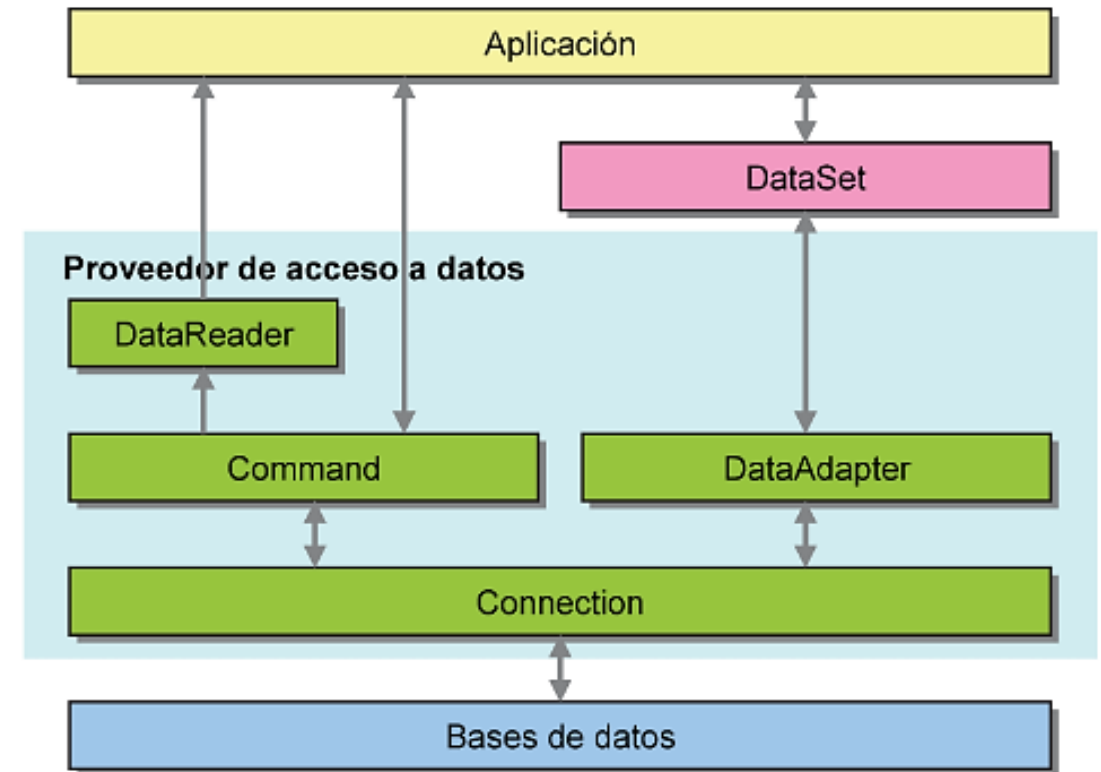 Aplicación
DataSet
Proveedor de acceso a datos
DataReader
Command
DataAdapter
Connection
Bases de datos